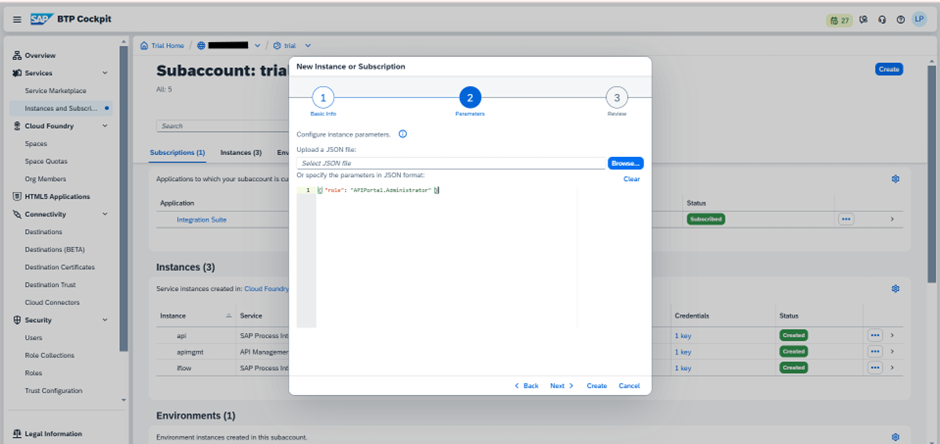 SAP BTP Cockpit
27
LP
Overview
Services
Service Marketplace
Instances and Subscri...
Cloud Foundry
Spaces
Space Quotas
Org Members
HTML5 Applications
Connectivity
Destinations
Destinations (BETA)
Destination Certificates
Destination Trust
Cloud Connectors
Security
Users
Role Collections
Roles
Trust Configuration
Legal Information
Trial Home / / trial
Subaccount: tria
All: 5
Create
Search
Subscriptions (1) Instances (3) Env
Applications to which your subaccount is cu
Application Status
Integration Suite Subscribed
Instances (3)
Service instances created in: Cloud Foundry
Instance Service Credentials Status
api SAP Process Int 1 key Created
apimgmt API Manageme 1 key Created
iflow SAP Process Int 1 key Created
Environments (1)
Environment instances created in this subaccount.
New Instance or Subscription
1 2 3
Basic Info Parameters Review
Configure instance parameters.
Upload a JSON file:
Select JSON file Browse...
Or specify the parameters in JSON format:
Clear
1 { "role": "APIPortal.Administrator" }
Back Next Create Cancel